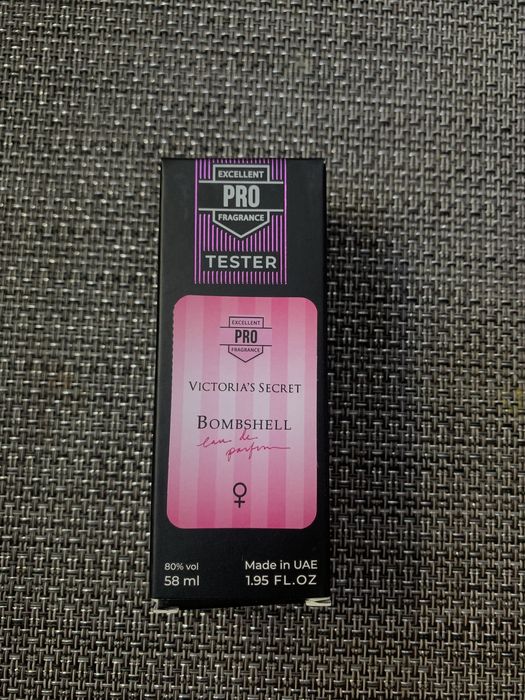 EXCELLENT
PRO
FRAGRANCE
TESTER
EXCELLENT
PRO
FRAGRANCE
VICTORIA'S SECRET
BOMBSHELL
eau de
parfum
80% vol
58 ml
Made in UAE
1.95 FL.OZ